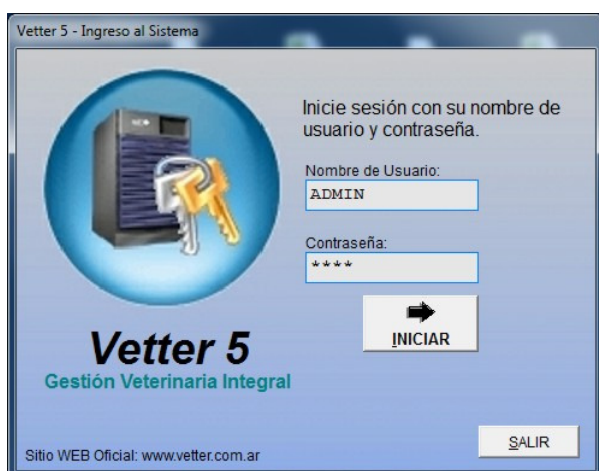 Vetter 5 - Ingreso al Sistema
Inicie sesión con su nombre de
usuario y contraseña.
Nombre de Usuario:
ADMIN
Contraseña:
****
INICIAR
Vetter 5
Gestión Veterinaria Integral
SALIR
Sitio WEB Oficial: www.vetter.com.ar